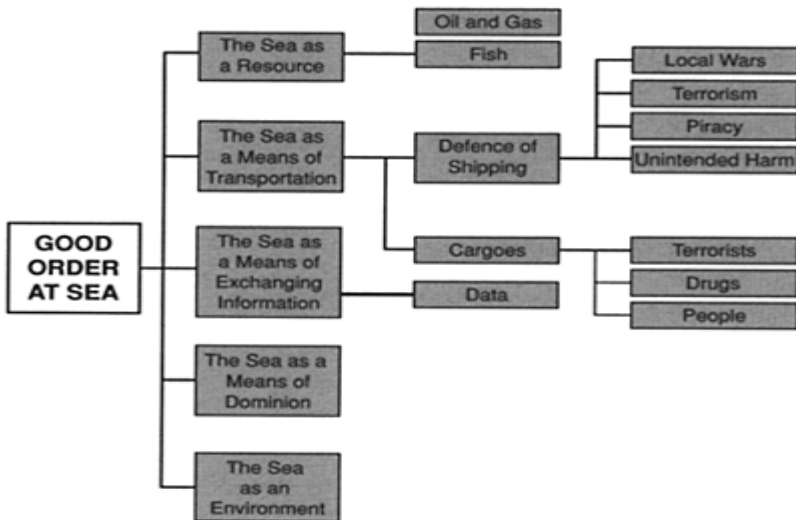 GOOD
ORDER
AT SEA
The Sea as
a Resource
Oil and Gas
Fish
The Sea as
a Means of
Transportation
Defence of
Shipping
Local Wars
Terrorism
Piracy
Unintended Harm
Cargoes
Terrorists
Drugs
People
The Sea as
a Means of
Exchanging
Information
Data
The Sea as a
Means of
Dominion
The Sea
as an
Environment